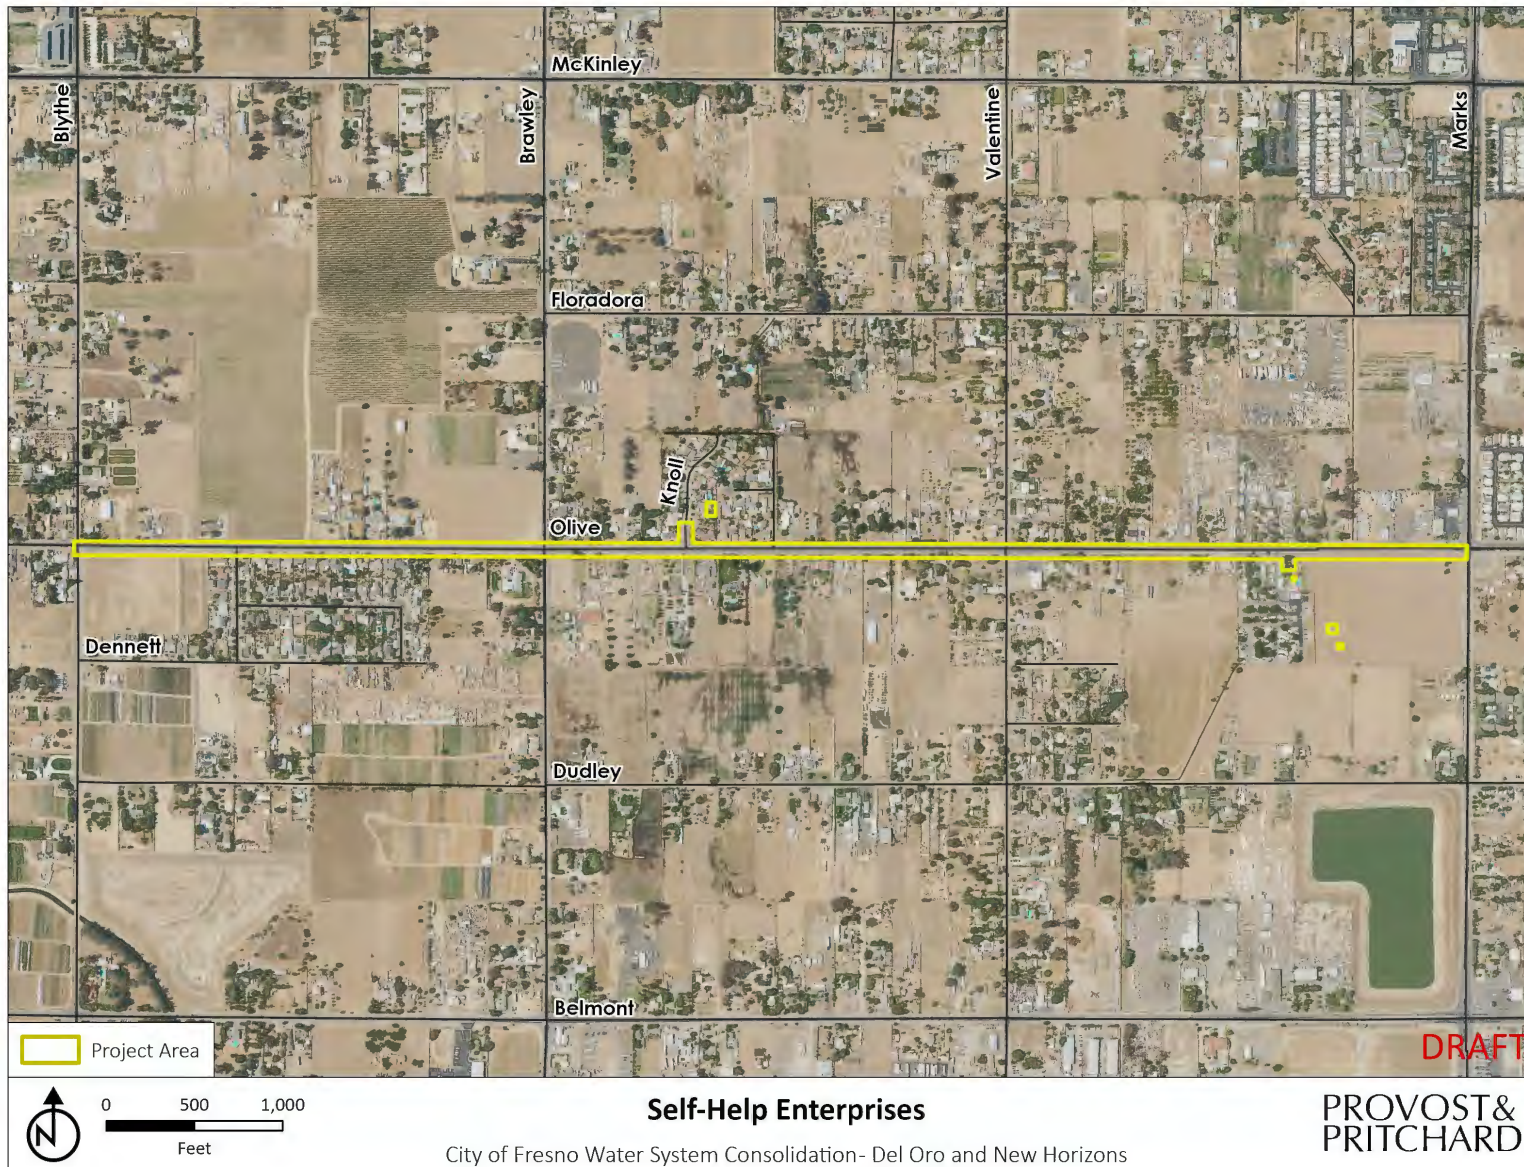 McKinley
Blythe
Brawley
Valentine
Marks
Floradora
Knoll
Olive
Dennett
Dudley
Belmont
Project Area
DRAFT
N
0 500 1,000
Feet
Self-Help Enterprises
City of Fresno Water System Consolidation- Del Oro and New Horizons
PROVOST&
PRITCHARD